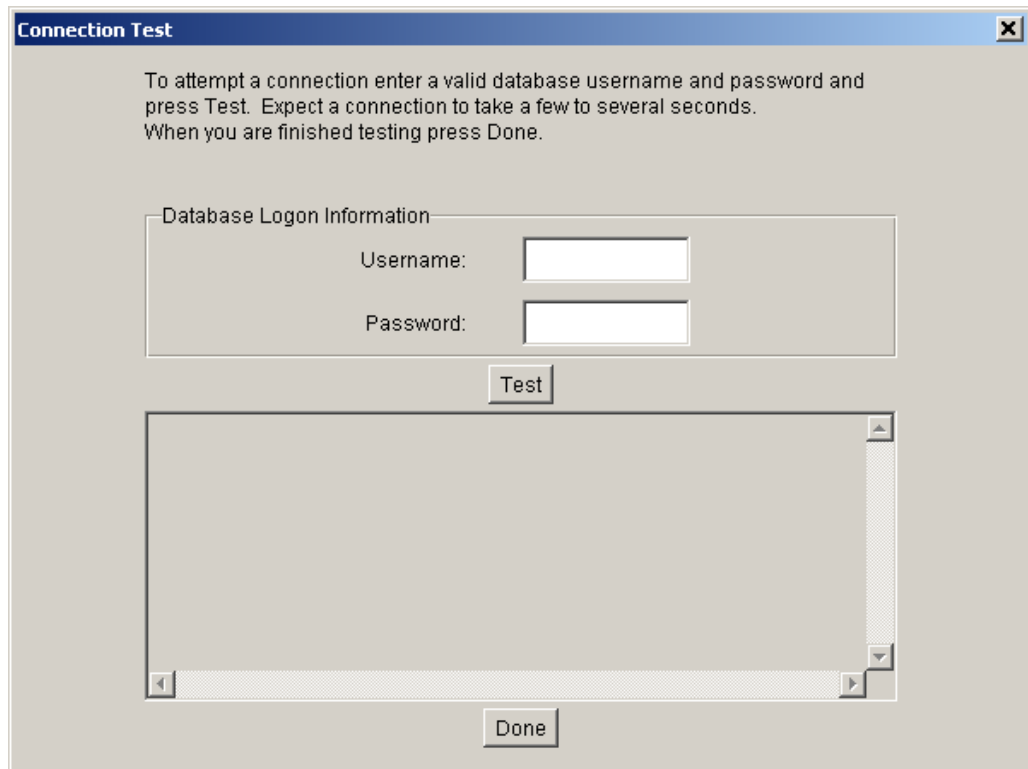 Connection Test
To attempt a connection enter a valid database username and password and
press Test.  Expect a connection to take a few to several seconds.
When you are finished testing press Done.
Database Logon Information
Username:
Password:
Test
Done